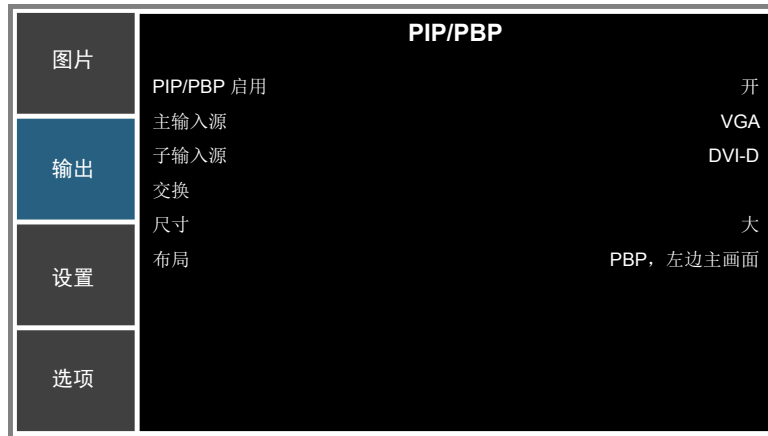 PIP/PBP
图片
输出
设置
选项
PIP/PBP 启用 开
主输入源 VGA
子输入源 DVI-D
交换
尺寸 大
布局 PBP，左边主画面